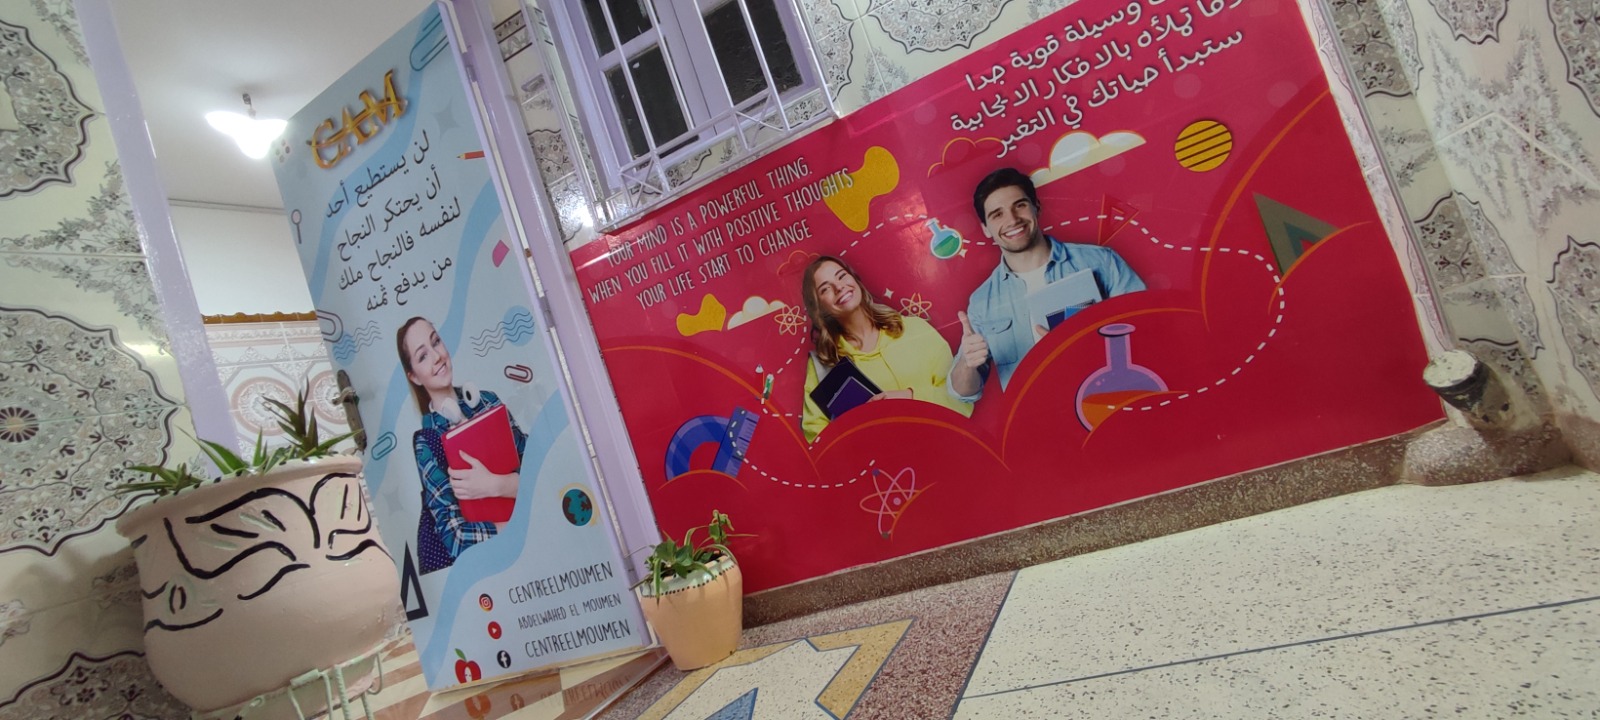 CAM
لن يستطيع أحد
أن يحتكر النجاح
لنفسه فالنجاح ملك
من يدفع ثمنه
CENTREELMOUMEN
ABDELWAHED EL MOUMEN
CENTREELMOUMEN
OUR MIND IS A POWERFUL THING.
WHEN YOU FILL IT WITH POSITIVE THOUGHTS
YOUR LIFE START TO CHANGE
وسيلة قوية جدا
تملأه بالافكار الايجابية
ستبدأ حياتك في التغير